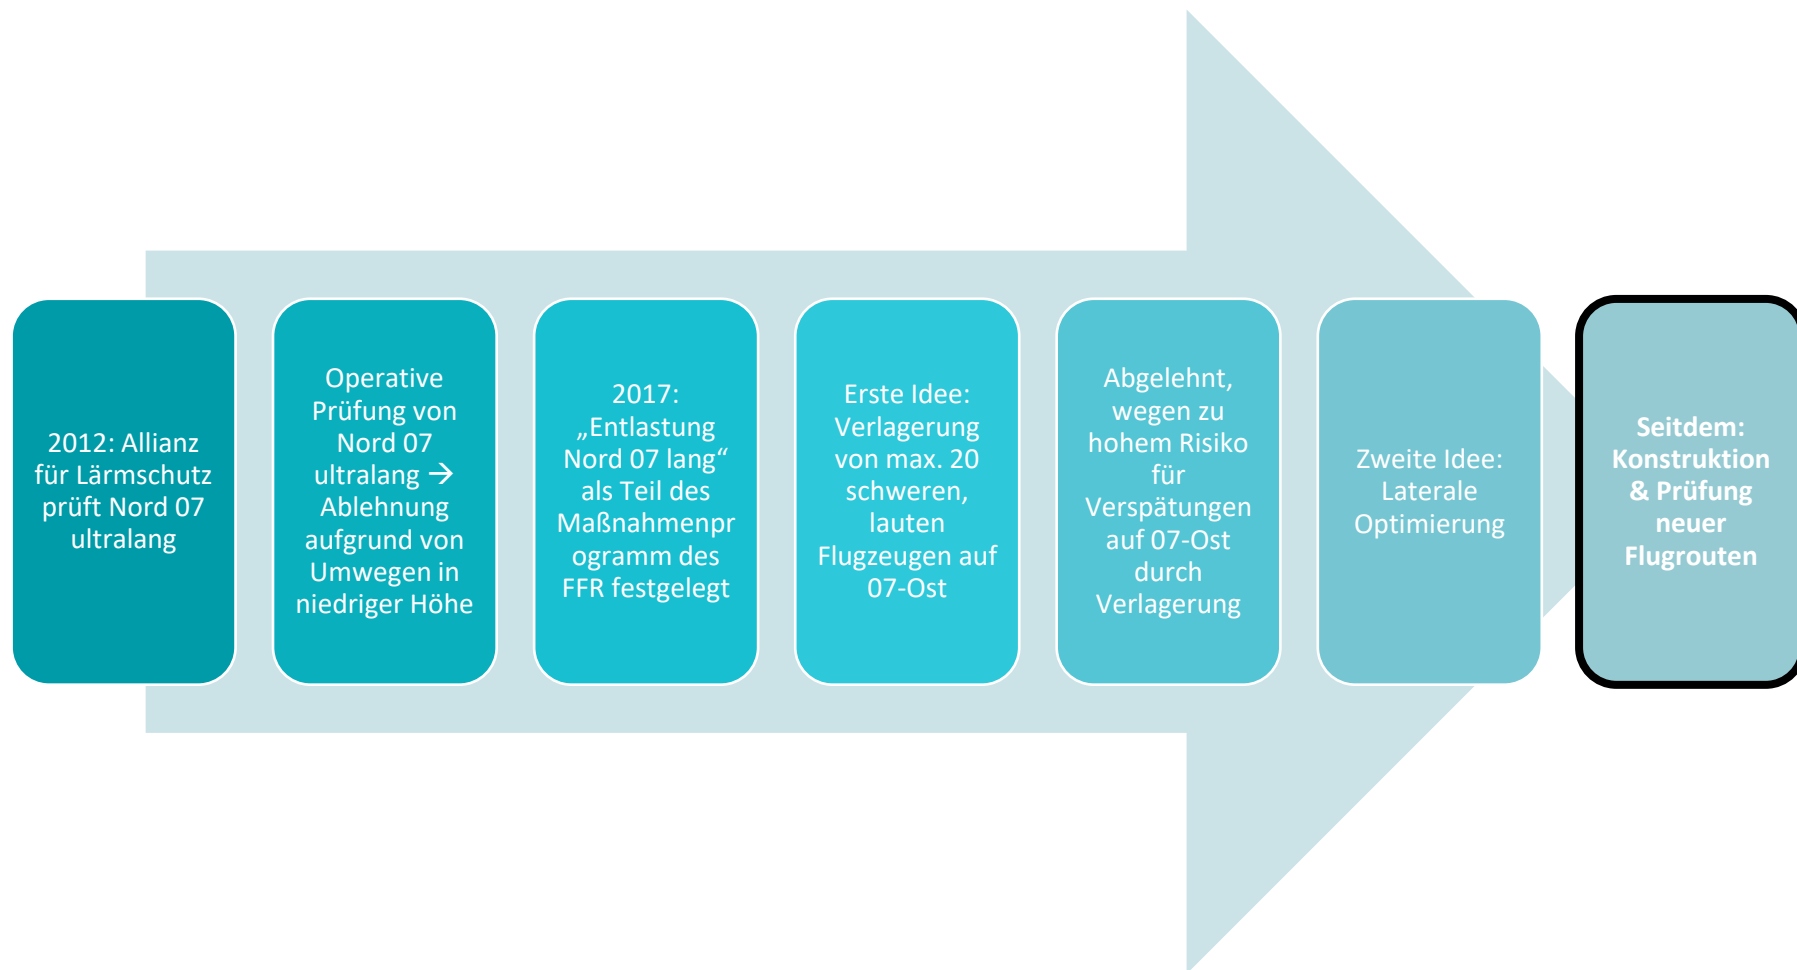 2012: Allianz
für Lärmschutz
prüft Nord 07
ultralang
Operative
Prüfung von
Nord 07
ultralang →
Ablehnung
aufgrund von
Umwegen in
niedriger Höhe
2017:
„Entlastung
Nord 07 lang“
als Teil des
Maßnahmenpr
ogramm des
FFR festgelegt
Erste Idee:
Verlagerung
von max. 20
schweren,
lauten
Flugzeugen auf
07-Ost
Abgelehnt,
wegen zu
hohem Risiko
für
Verspätungen
auf 07-Ost
durch
Verlagerung
Zweite Idee:
Laterale
Optimierung
Seitdem:
Konstruktion
& Prüfung
neuer
Flugrouten